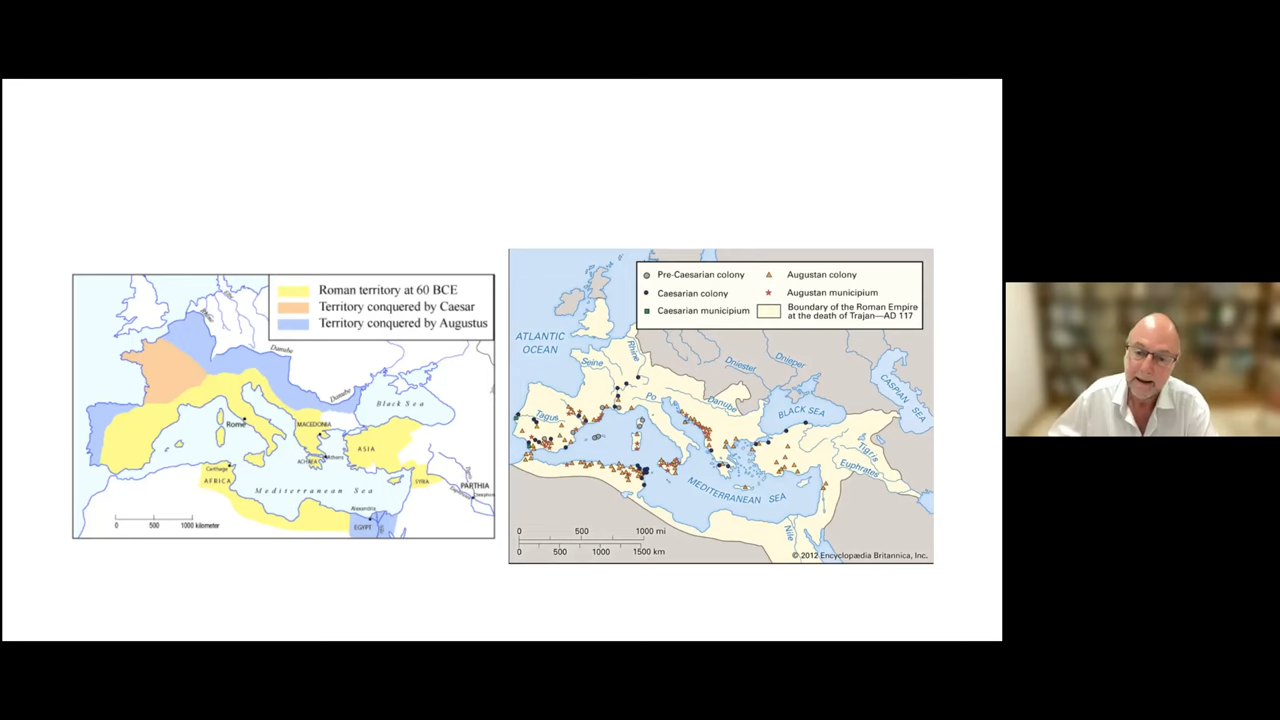 Roman territory at 60 BCE
Territory conquered by Caesar
Territory conquered by Augustus
Danube
Danube
Black Sea
Rome
MACEDONIA
ASIA
ACHAEA
Athens
Carthage
AFRICA
SYRIA
PARTHIA
Mediterranean Sea
Alexandria
EGYPT
0 500 1000 kilometer
Pre-Caesarian colony
Caesarian colony
Caesarian municipium
Augustan colony
Augustan municipium
Boundary of the Roman Empire
at the death of Trajan—AD 117
ATLANTIC
OCEAN
Seine
Rhine
Dniester
Dnieper
CASPIAN SEA
Tagus
Po
Danube
BLACK SEA
Tigris
Euphrates
MEDITERRANEAN SEA
Nile
0 500 1000 mi
0 500 1000 1500 km
© 2012 Encyclopædia Britannica, Inc.